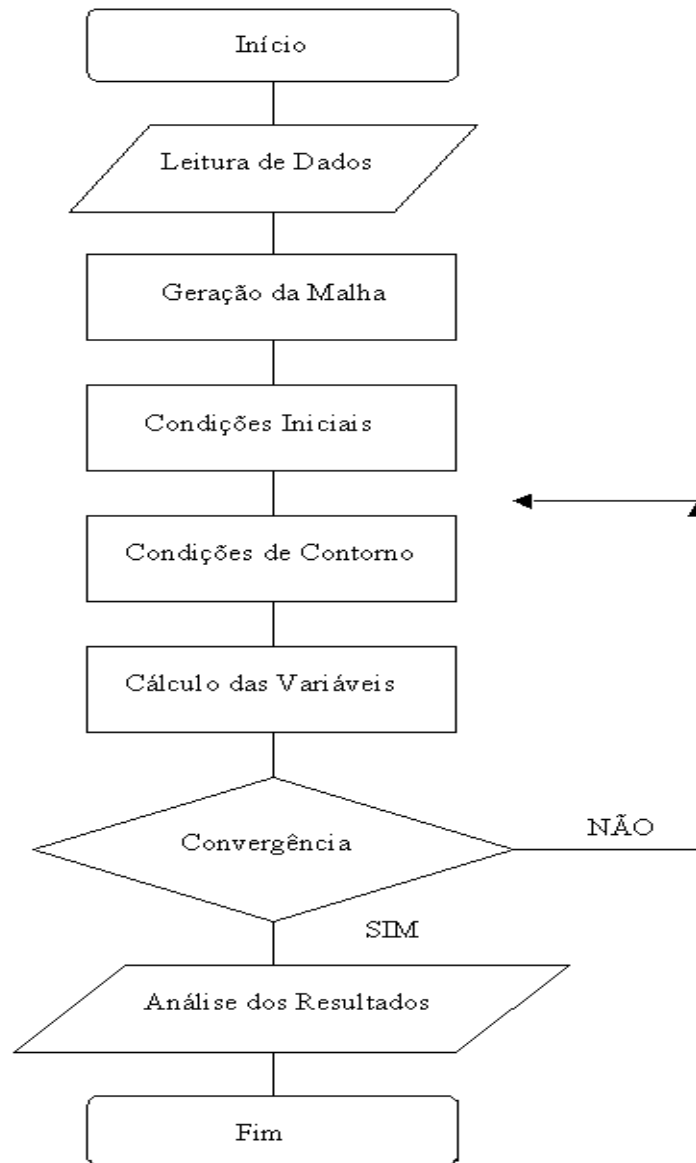 Início
Leitura de Dados
Geração da Malha
Condições Iniciais
Condições de Contorno
Cálculo das Variáveis
Convergência
NÃO
SIM
Análise dos Resultados
Fim